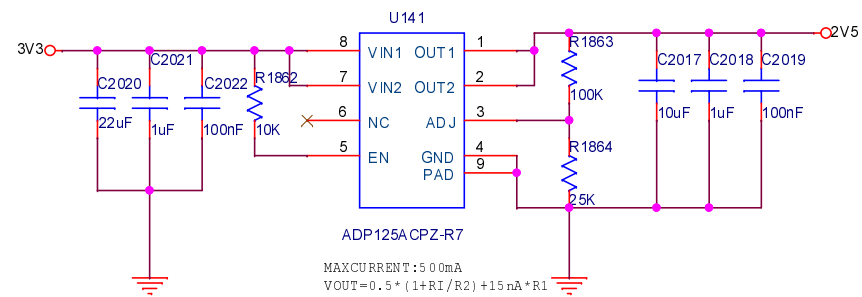 U141
3V3
2V5
8
VIN1
OUT1
1
7
VIN2
OUT2
2
6
NC
ADJ
3
5
EN
GND
4
PAD
9
C2020
22uF
C2021
1uF
C2022
100nF
R1862
10K
R1863
100K
R1864
25K
C2017
10uF
C2018
1uF
C2019
100nF
ADP125ACPZ-R7
MAXCURRENT:500mA
VOUT=0.5*(1+RI/R2)+15nA*R1